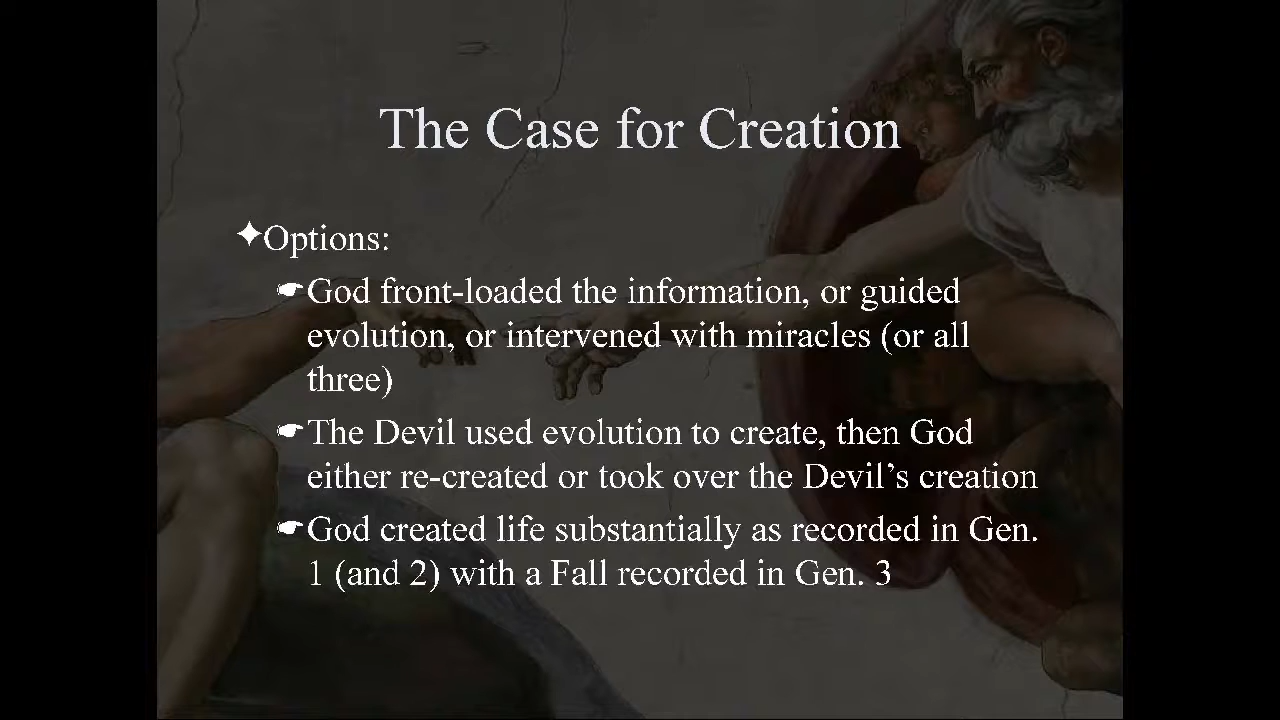 The Case for Creation
✦Options:
☛God front-loaded the information, or guided
evolution, or intervened with miracles (or all
three)
☛The Devil used evolution to create, then God
either re-created or took over the Devil’s creation
☛God created life substantially as recorded in Gen.
1 (and 2) with a Fall recorded in Gen. 3